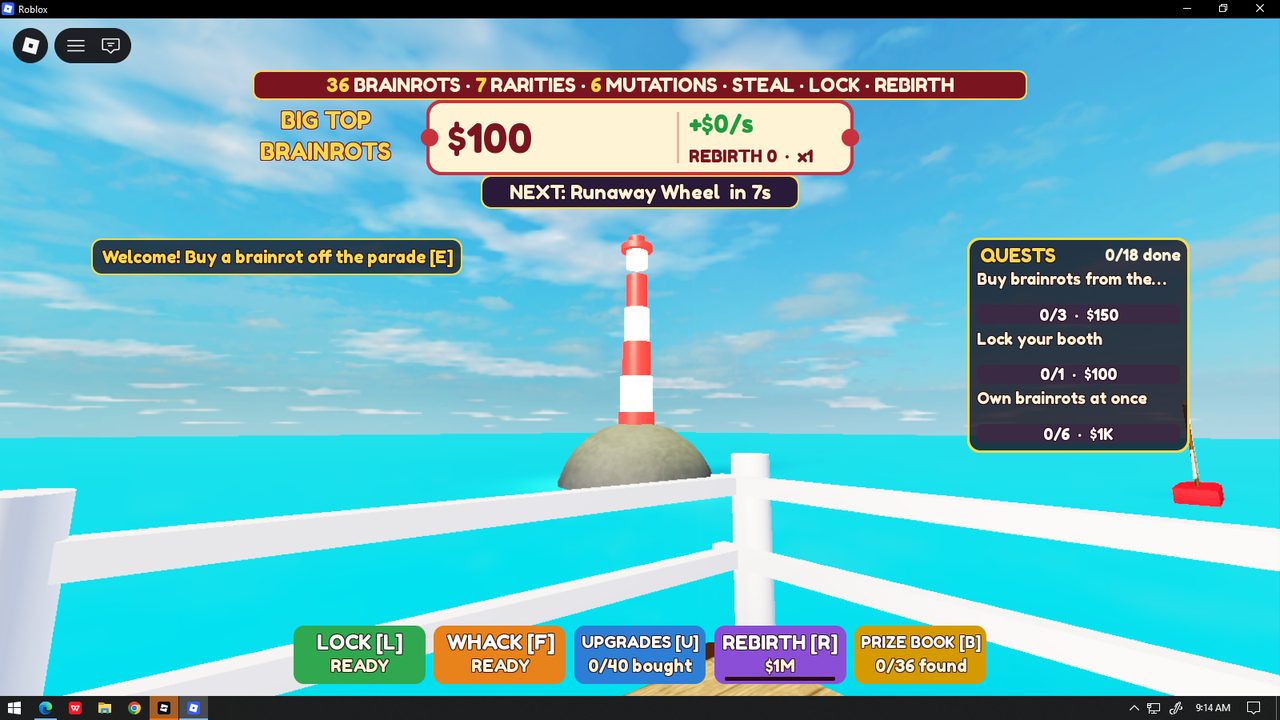 Roblox
36 BRAINROTS · 7 RARITIES · 6 MUTATIONS · STEAL · LOCK · REBIRTH
BIG TOP
BRAINROTS
$100
+$0/s
REBIRTH 0 · x1
NEXT: Runaway Wheel in 7s
Welcome! Buy a brainrot off the parade [E]
QUESTS 0/18 done
Buy brainrots from the...
0/3 · $150
Lock your booth
0/1 · $100
Own brainrots at once
0/6 · $1K
LOCK [L]
READY
WHACK [F]
READY
UPGRADES [U]
0/40 bought
REBIRTH [R]
$1M
PRIZE BOOK [B]
0/36 found
9:14 AM